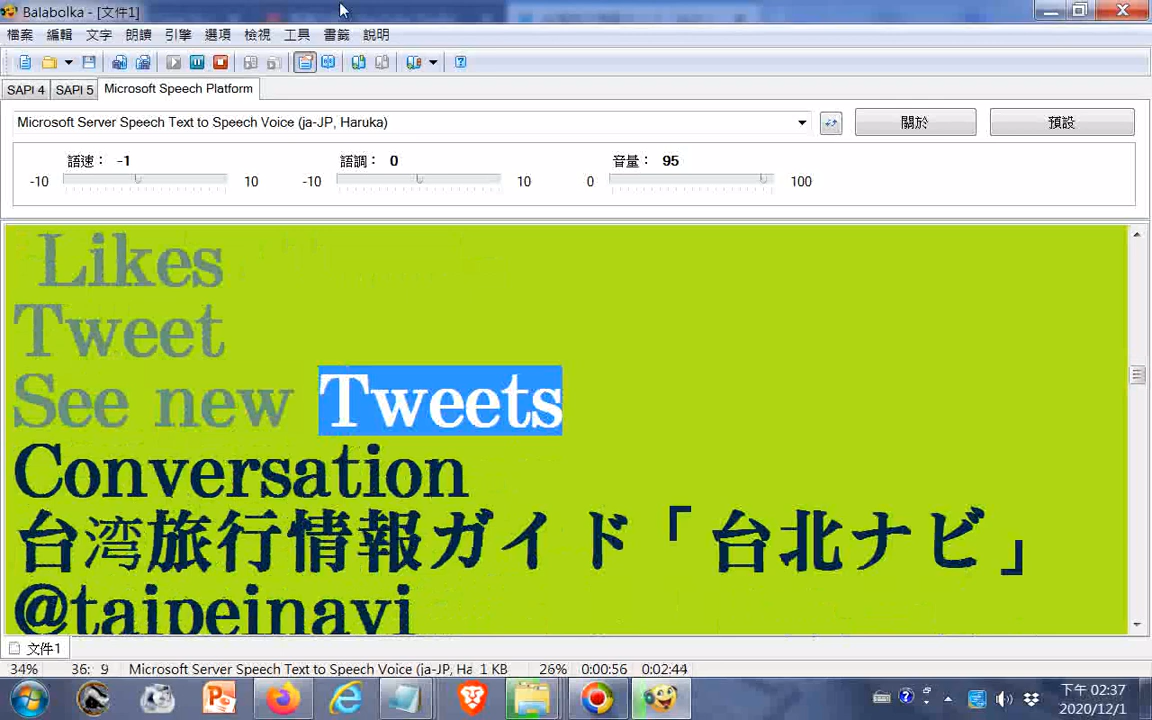 Balabolka - [文件1]
檔案 編輯 文字 朗讀 引擎 選項 檢視 工具 書籤 說明
SAPI 4 SAPI 5 Microsoft Speech Platform
Microsoft Server Speech Text to Speech Voice (ja-JP, Haruka) 關於 預設
語速： -1 語調： 0 音量： 95
-10 10 -10 10 0 100
Likes
Tweet
See new Tweets
Conversation
台湾旅行情報ガイド「台北ナビ」
@taipeinavi
文件1
34% 36: 9 Microsoft Server Speech Text to Speech Voice (ja-JP, Ha 1 KB 26% 0:00:56 0:02:44
下午 02:37
2020/12/1